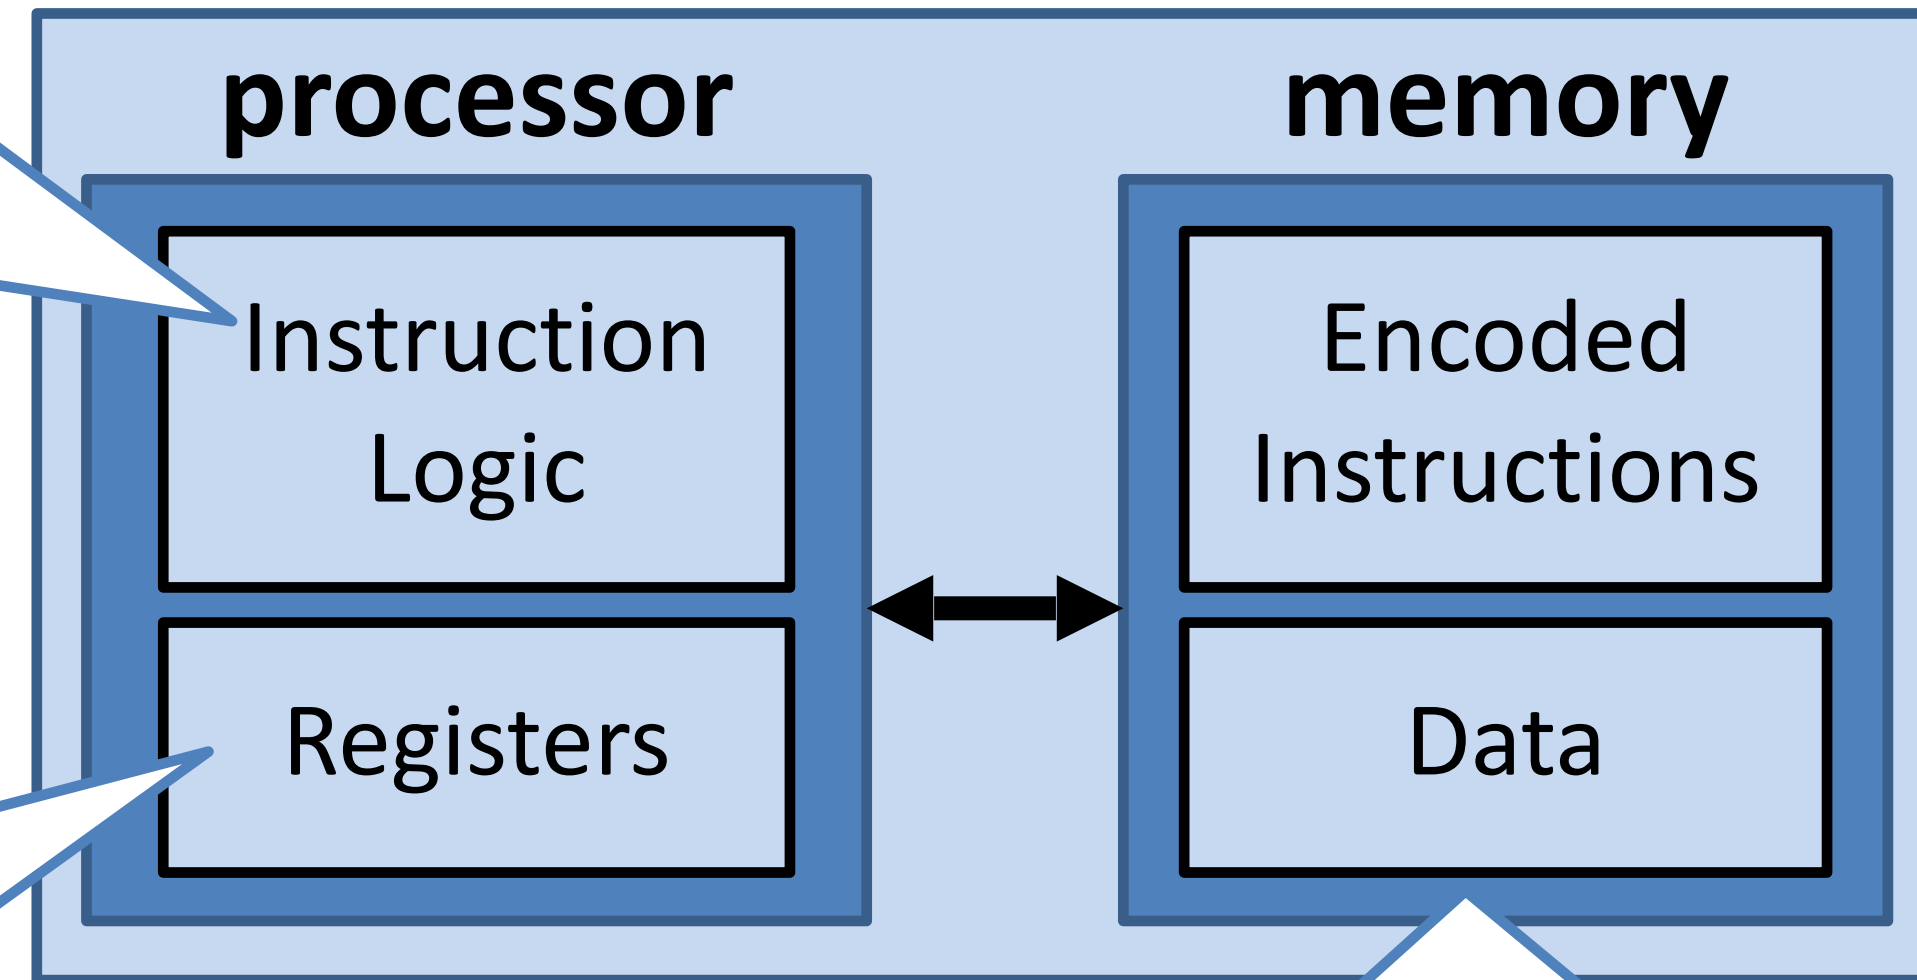 processor
memory
Instruction
Logic
Registers
Encoded
Instructions
Data